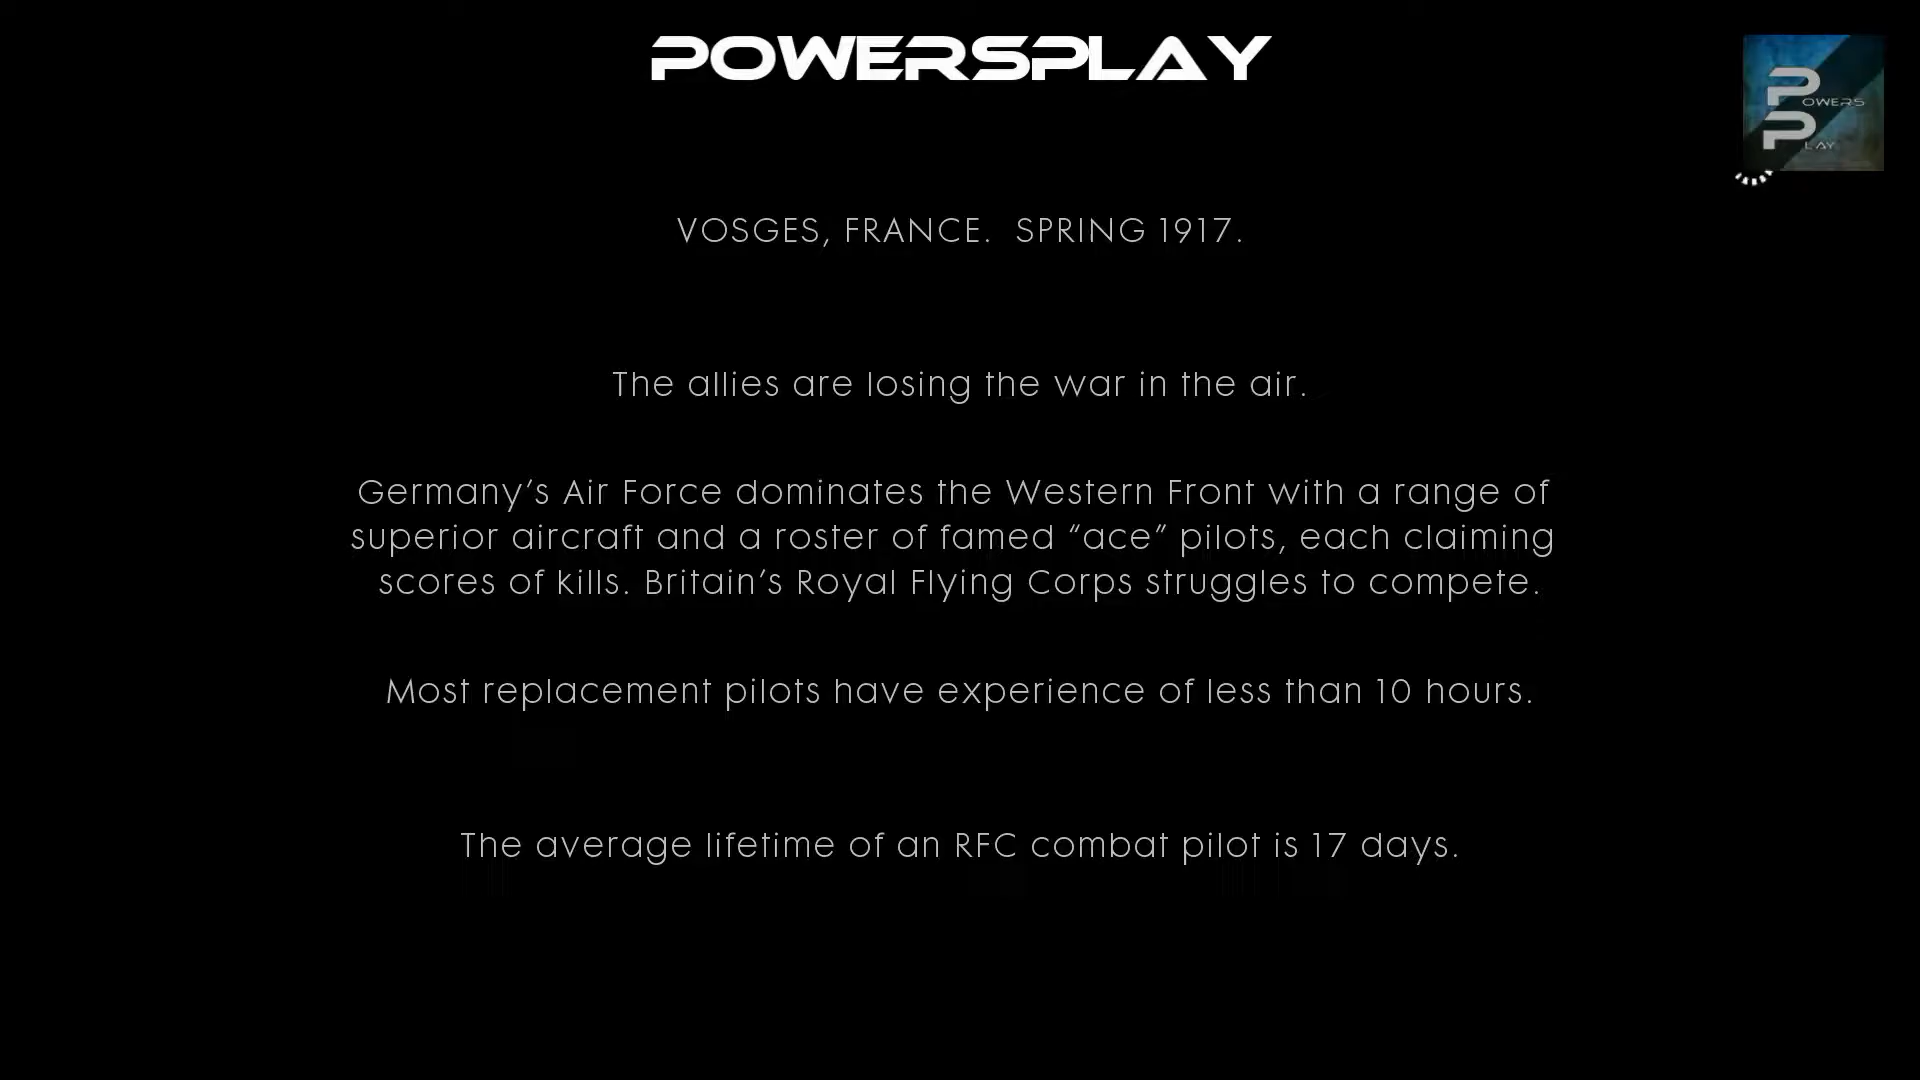 POWERSPLAY
POWERS
PLAY
VOSGES, FRANCE. SPRING 1917.
The allies are losing the war in the air.
Germany’s Air Force dominates the Western Front with a range of
superior aircraft and a roster of famed “ace” pilots, each claiming
scores of kills. Britain’s Royal Flying Corps struggles to compete.
Most replacement pilots have experience of less than 10 hours.
The average lifetime of an RFC combat pilot is 17 days.